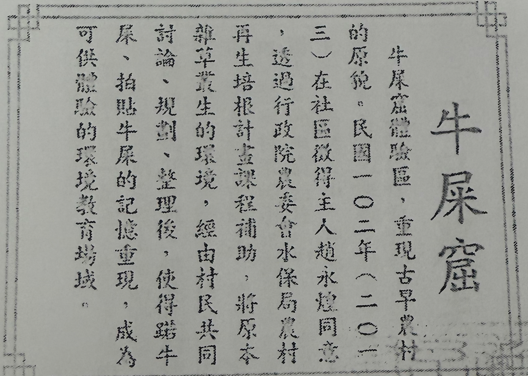 牛屎窟
牛屎窟體驗區，重現古早農村
的原貌。民國一〇二年（二〇一
三）在社區徵得主人趙永煌同意
，透過行政院農委會水保局農村
再生培根計畫課程補助，將原本
雜草叢生的環境，經由村民共同
討論、規劃、整理後，使得踞牛
屎、拍貼牛屎的記憶重現，成為
可供體驗的環境教育場域。